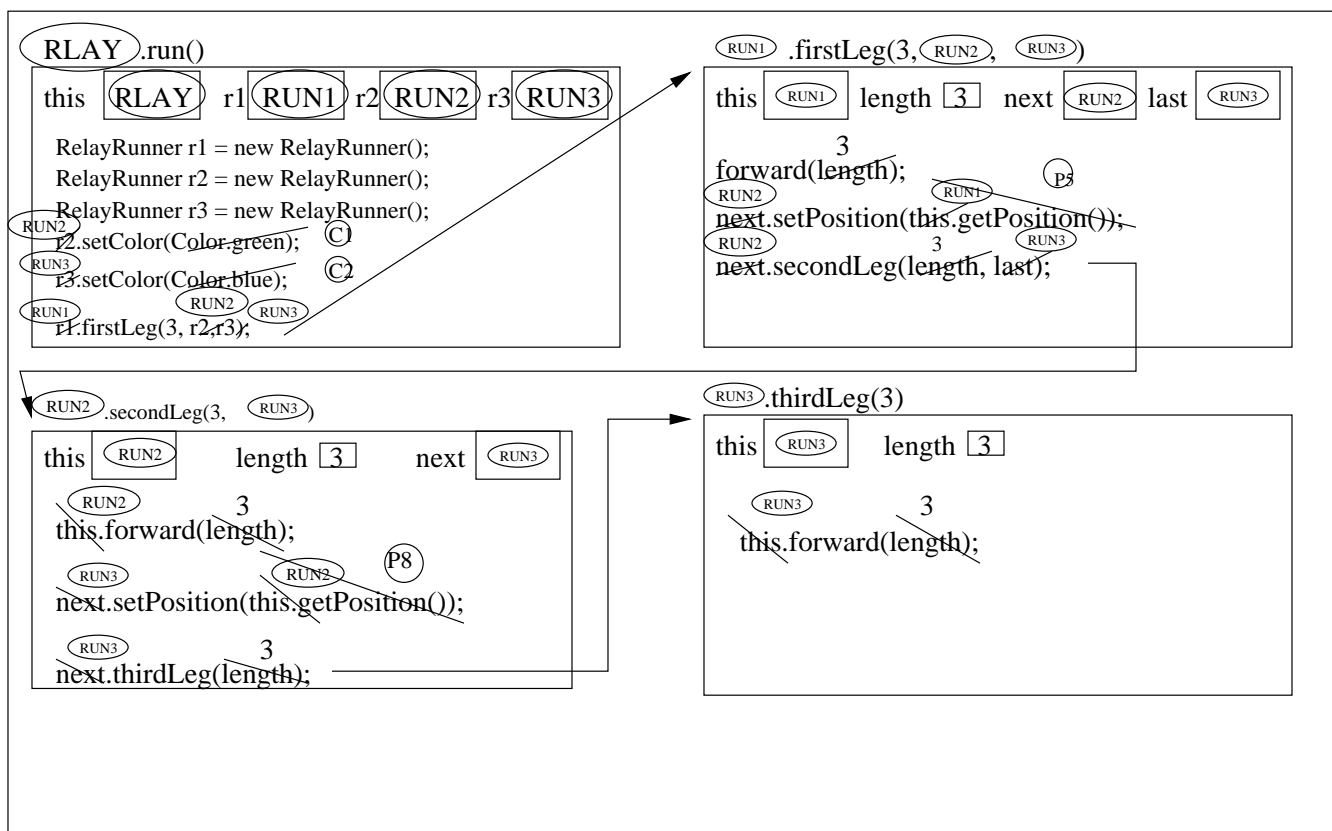 RLAY .run()
this RLAY r1 RUN1 r2 RUN2 r3 RUN3
RelayRunner r1 = new RelayRunner();
RelayRunner r2 = new RelayRunner();
RelayRunner r3 = new RelayRunner();
RUN2 C1
r2.setColor(Color.green);
RUN3 C2
r3.setColor(Color.blue);
RUN1 RUN2 RUN3
r1.firstLeg(3, r2,r3);
RUN1 .firstLeg(3, RUN2, RUN3 )
this RUN1 length 3 next RUN2 last RUN3
3
forward(length);
RUN2 RUN1 P5
next.setPosition(this.getPosition());
RUN2 3 RUN3
next.secondLeg(length, last);
RUN2 .secondLeg(3, RUN3 )
this RUN2 length 3 next RUN3
RUN2 3
this.forward(length);
RUN3 RUN2 P8
next.setPosition(this.getPosition());
RUN3 3
next.thirdLeg(length);
RUN3 .thirdLeg(3)
this RUN3 length 3
RUN3 3
this.forward(length);